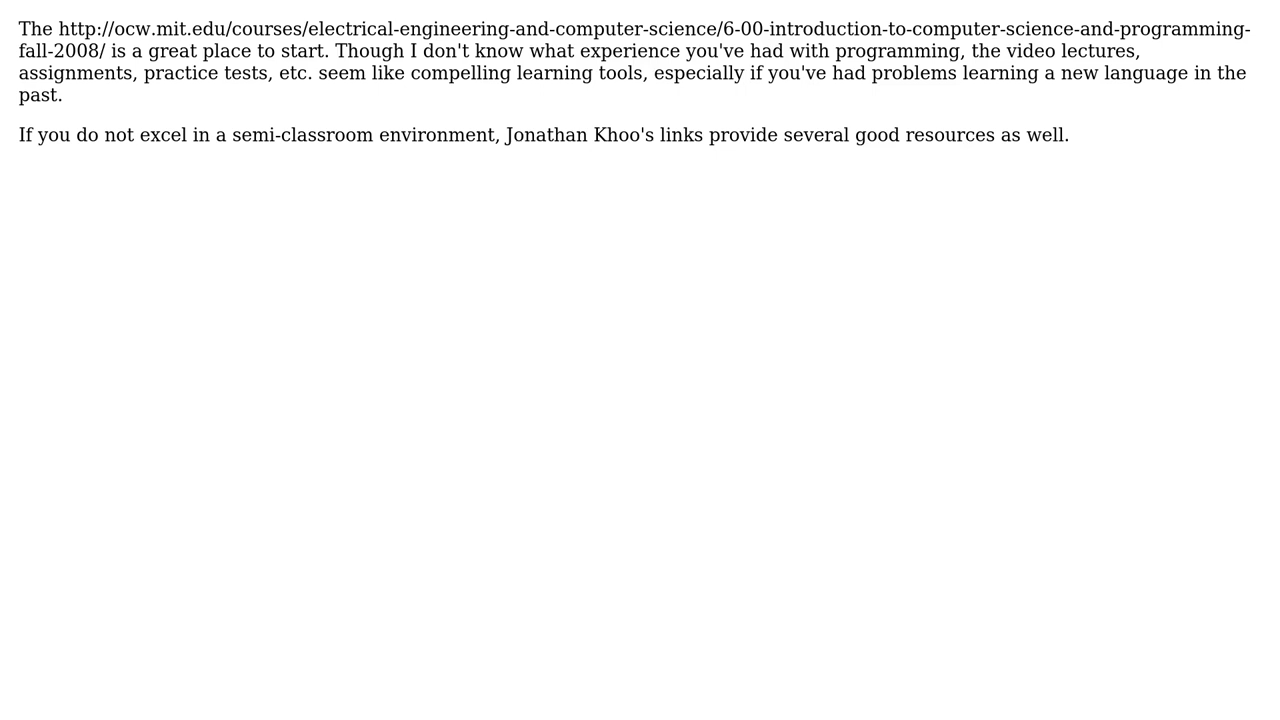 The http://ocw.mit.edu/courses/electrical-engineering-and-computer-science/6-00-introduction-to-computer-science-and-programming-
fall-2008/ is a great place to start. Though I don't know what experience you've had with programming, the video lectures,
assignments, practice tests, etc. seem like compelling learning tools, especially if you've had problems learning a new language in the
past.
If you do not excel in a semi-classroom environment, Jonathan Khoo's links provide several good resources as well.